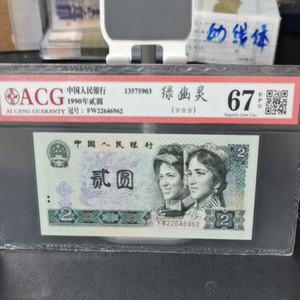 幼线体
ACG
AI CANG GUARANTY
中国人民银行
1990年贰圆
冠号：FW22646962
13575903
绿幽灵
(☆☆☆)
67
EPQ
Superb Gem Unc
中国人民银行
贰圆
FW22646962
2
2